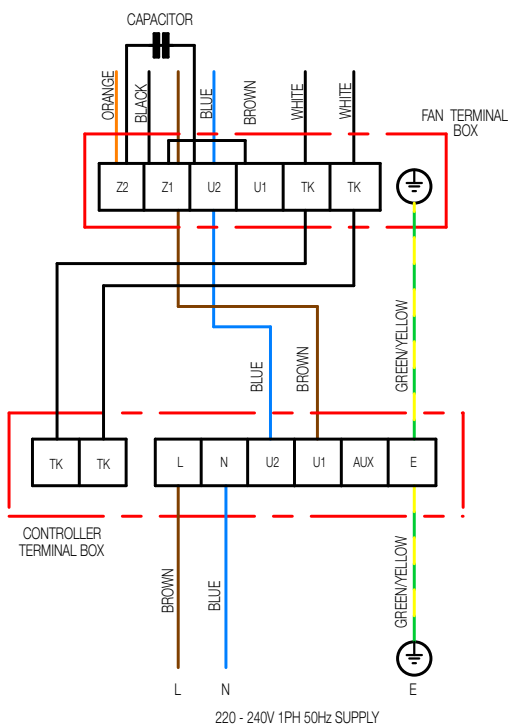 CAPACITOR
ORANGE
BLACK
BLUE
BROWN
WHITE
WHITE
FAN TERMINAL
BOX
Z2 Z1 U2 U1 TK TK
BLUE
BROWN
GREEN/YELLOW
TK TK L N U2 U1 AUX E
CONTROLLER
TERMINAL BOX
BROWN
BLUE
GREEN/YELLOW
L N E
220 - 240V 1PH 50Hz SUPPLY